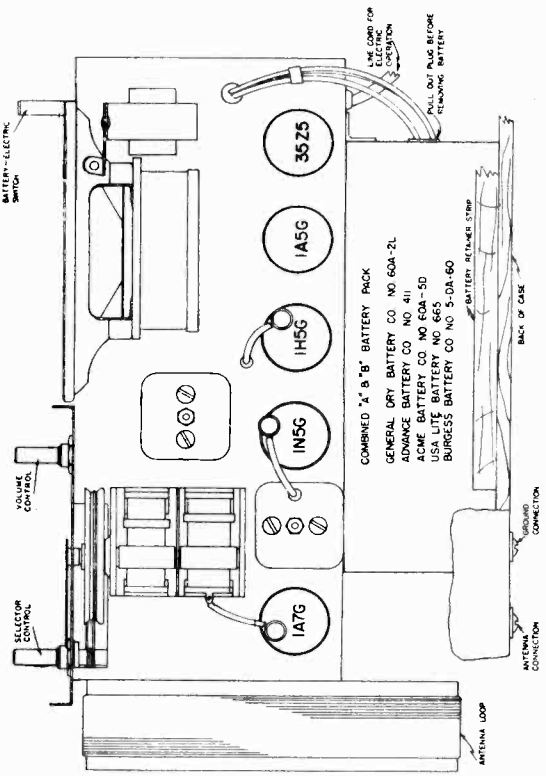 BATTERY-ELECTRIC
SWITCH
VOLUME
CONTROL
SELECTOR
CONTROL
LINE CORD FOR
ELECTRIC
OPERATION
PULL OUT PLUG BEFORE
REMOVING BATTERY
35Z5
1A5G
1H5G
1N5G
1A7G
COMBINED "A" & "B" BATTERY PACK
GENERAL DRY BATTERY CO. NO. 60A-2L
ADVANCE BATTERY CO NO 411
ACME BATTERY CO. NO 60A-5D
USA LITE BATTERY NO 665
BURGESS BATTERY CO NO 5-DA-60
BATTERY RETAINER STRIP
BACK OF CASE
GROUND
CONNECTION
ANTENNA
CONNECTION
ANTENNA LOOP